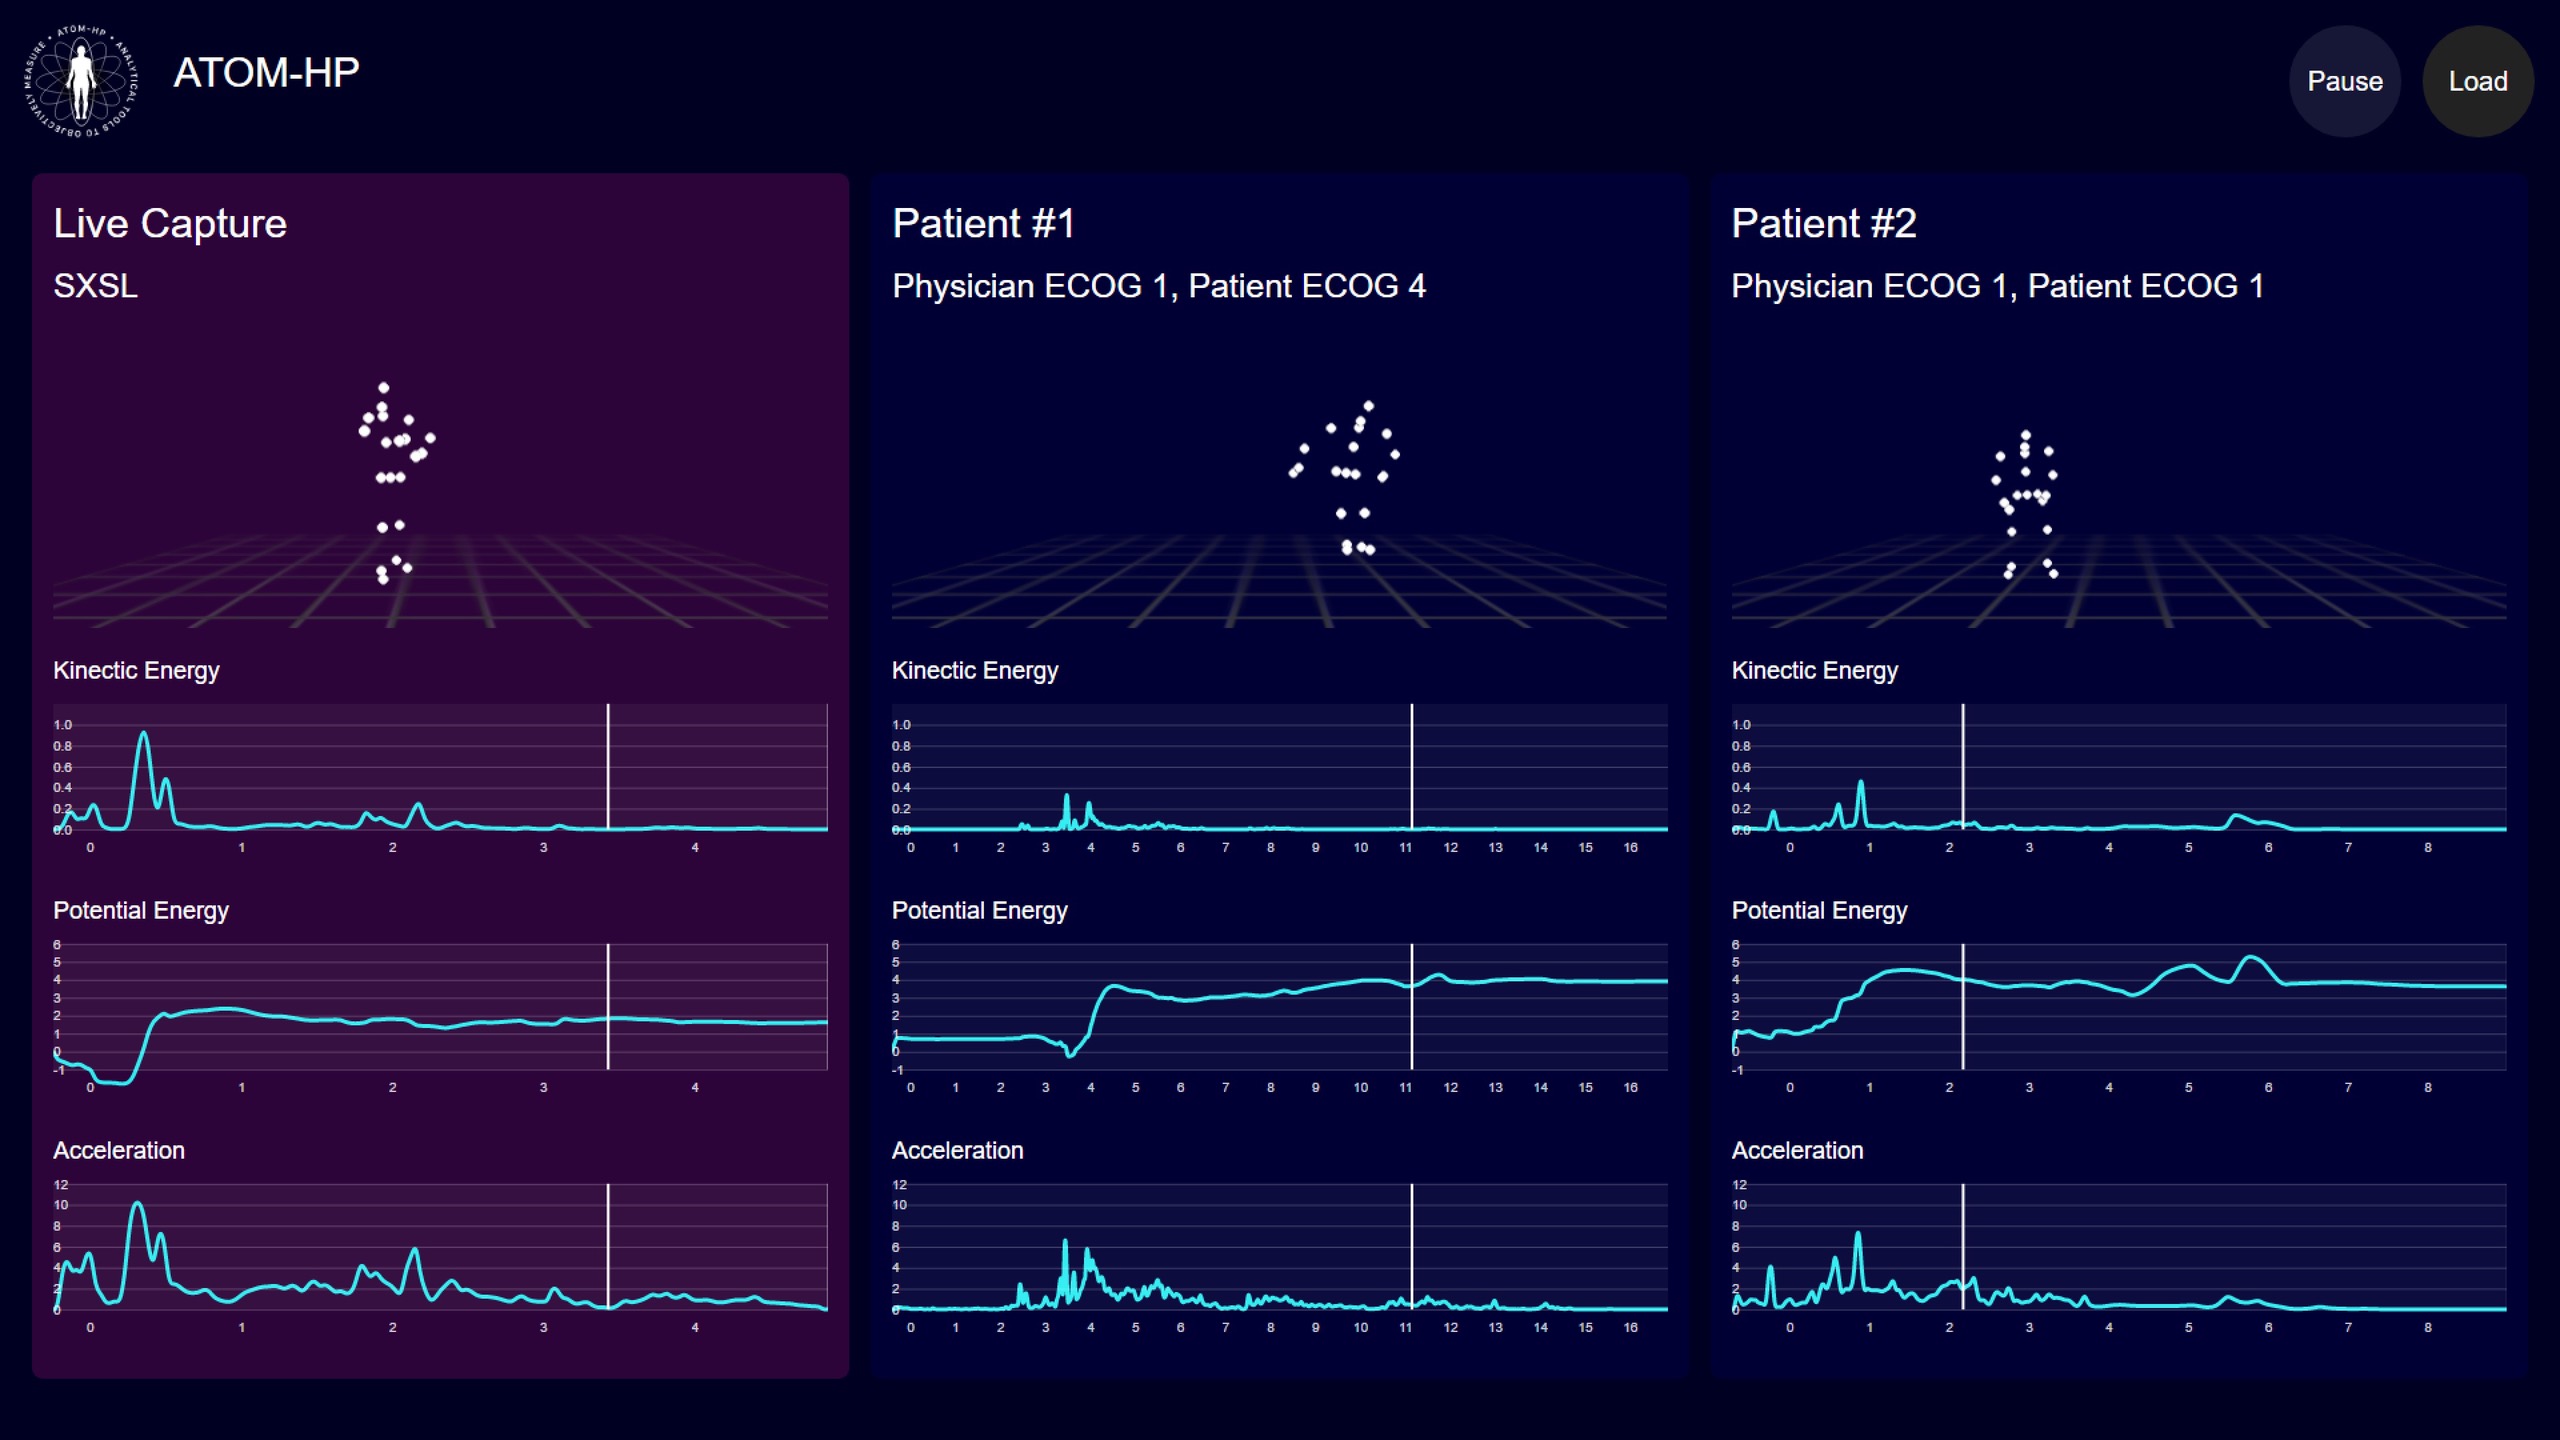 • ATOM-HP • ANALYTICAL TOOLS TO OBJECTIVELY MEASURE
ATOM-HP
Pause
Load
Live Capture
SXSL
Kinectic Energy
1.0
0.8
0.6
0.4
0.2
0.0
0 1 2 3 4
Potential Energy
6
5
4
3
2
1
0
-1
0 1 2 3 4
Acceleration
12
10
8
6
4
2
0
0 1 2 3 4
Patient #1
Physician ECOG 1, Patient ECOG 4
Kinectic Energy
1.0
0.8
0.6
0.4
0.2
0.0
0 1 2 3 4 5 6 7 8 9 10 11 12 13 14 15 16
Potential Energy
6
5
4
3
2
1
0
-1
0 1 2 3 4 5 6 7 8 9 10 11 12 13 14 15 16
Acceleration
12
10
8
6
4
2
0
0 1 2 3 4 5 6 7 8 9 10 11 12 13 14 15 16
Patient #2
Physician ECOG 1, Patient ECOG 1
Kinectic Energy
1.0
0.8
0.6
0.4
0.2
0.0
0 1 2 3 4 5 6 7 8
Potential Energy
6
5
4
3
2
1
0
-1
0 1 2 3 4 5 6 7 8
Acceleration
12
10
8
6
4
2
0
0 1 2 3 4 5 6 7 8